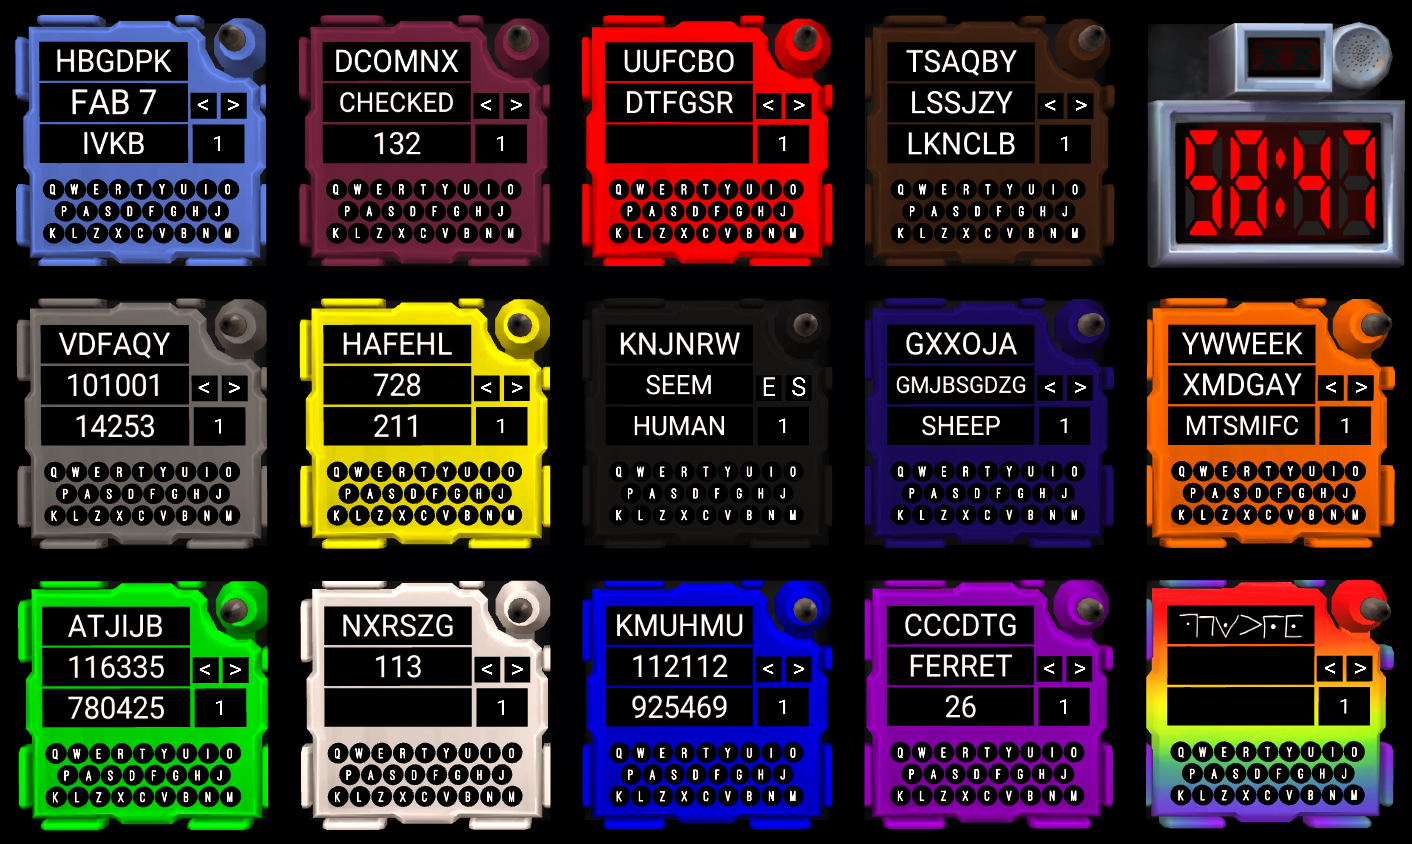 HBGDPK
FAB 7 < >
IVKB 1
Q W E R T Y U I O
P A S D F G H J
K L Z X C V B N M
DCOMNX
CHECKED < >
132 1
Q W E R T Y U I O
P A S D F G H J
K L Z X C V B N M
UUFCBO
DTFGSR < >
1
Q W E R T Y U I O
P A S D F G H J
K L Z X C V B N M
TSAQBY
LSSJZY < >
LKNCLB 1
Q W E R T Y U I O
P A S D F G H J
K L Z X C V B N M
VDFAQY
101001 < >
14253 1
Q W E R T Y U I O
P A S D F G H J
K L Z X C V B N M
HAFEHL
728 < >
211 1
Q W E R T Y U I O
P A S D F G H J
K L Z X C V B N M
KNJNRW
SEEM E S
HUMAN 1
Q W E R T Y U I O
P A S D F G H J
K L Z X C V B N M
GXXOJA
GMJBSGDZG < >
SHEEP 1
Q W E R T Y U I O
P A S D F G H J
K L Z X C V B N M
YWWEEK
XMDGAY < >
MTSMIFC 1
Q W E R T Y U I O
P A S D F G H J
K L Z X C V B N M
ATJIJB
116335 < >
780425 1
Q W E R T Y U I O
P A S D F G H J
K L Z X C V B N M
NXRSZG
113 < >
1
Q W E R T Y U I O
P A S D F G H J
K L Z X C V B N M
KMUHMU
112112 < >
925469 1
Q W E R T Y U I O
P A S D F G H J
K L Z X C V B N M
CCCDTG
FERRET < >
26 1
Q W E R T Y U I O
P A S D F G H J
K L Z X C V B N M
< >
1
Q W E R T Y U I O
P A S D F G H J
K L Z X C V B N M